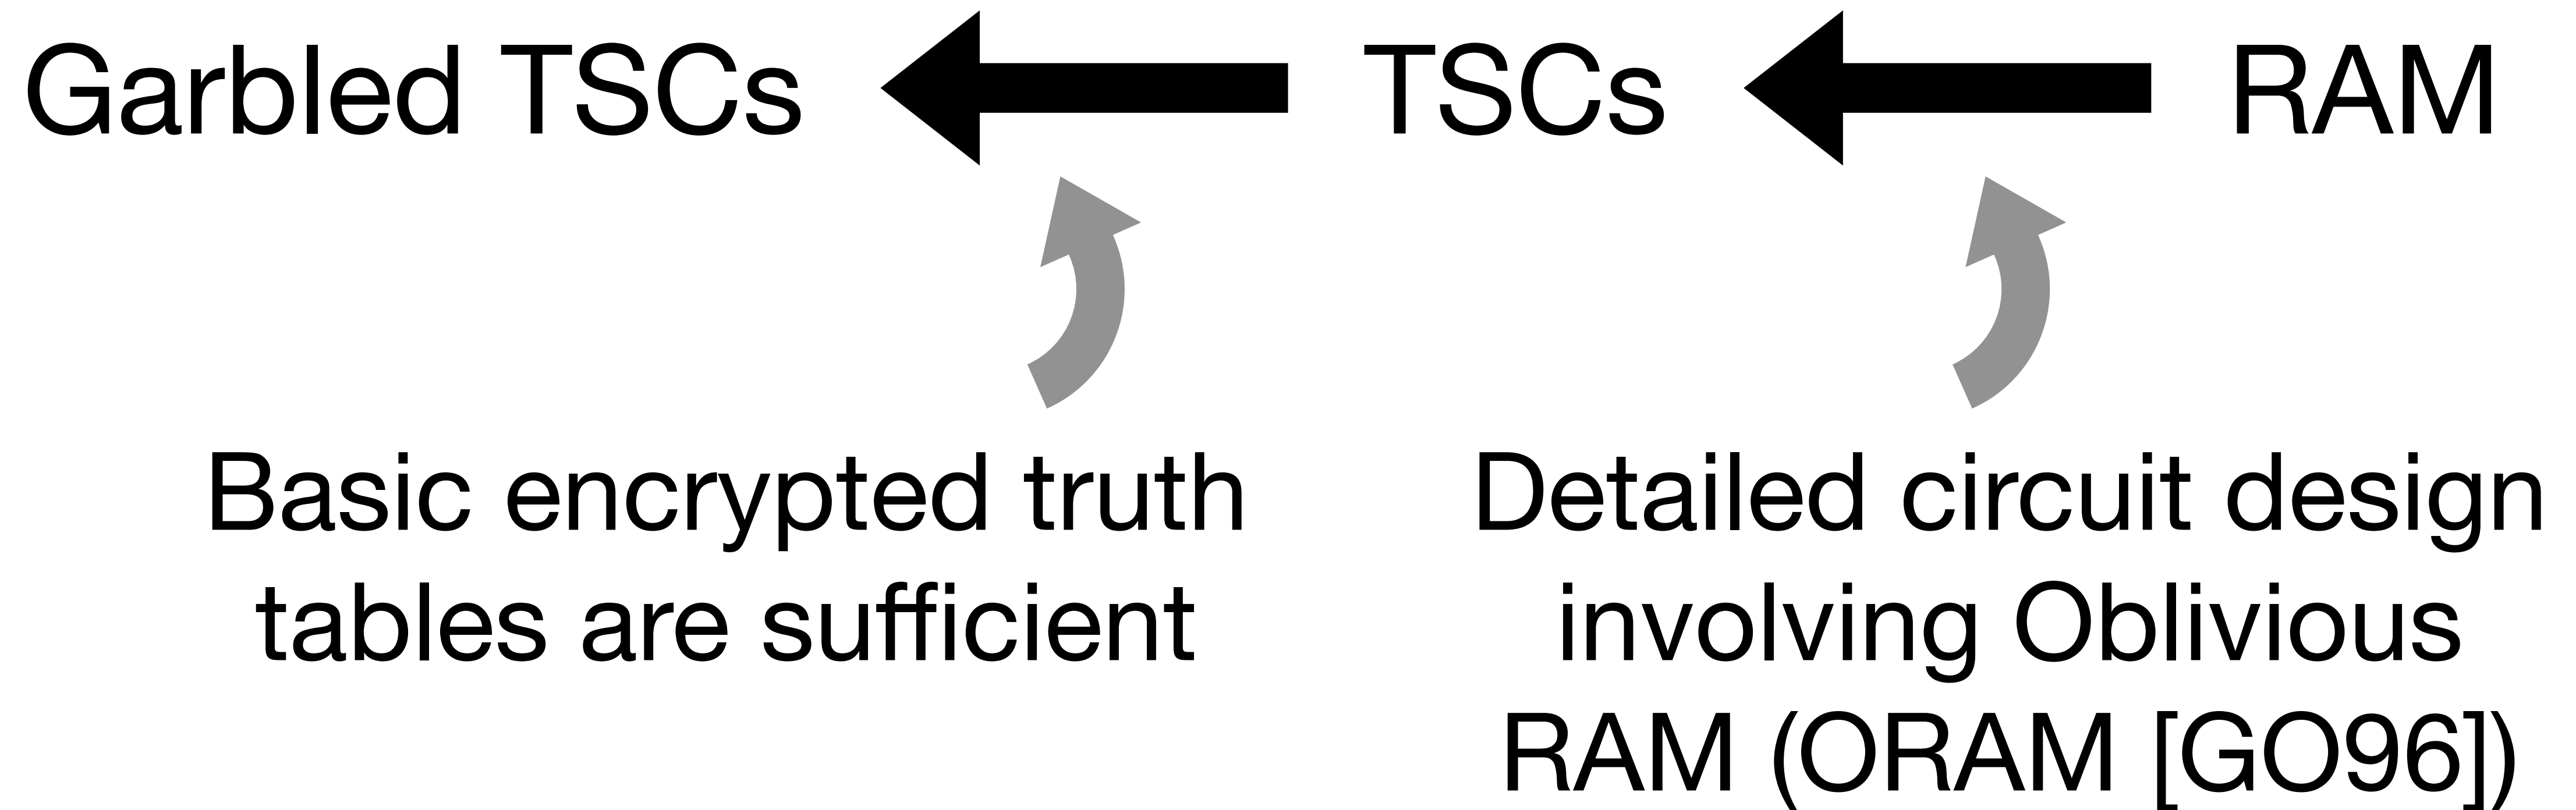 Garbled TSCs TSCs RAM
Basic encrypted truth
tables are sufficient
Detailed circuit design
involving Oblivious
RAM (ORAM [GO96])